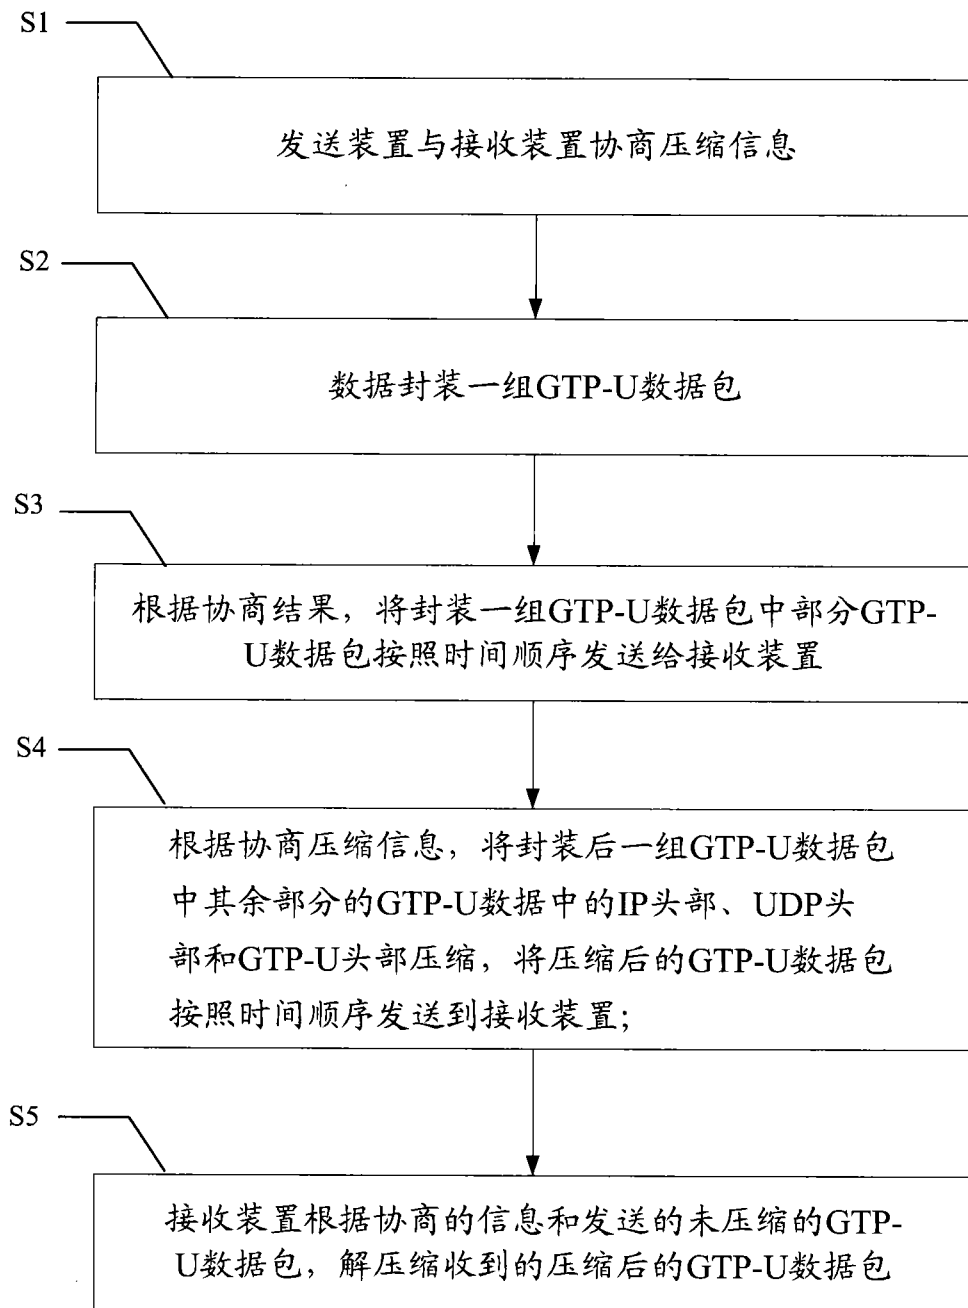 S1
发送装置与接收装置协商压缩信息
S2
数据封装一组GTP-U数据包
S3
根据协商结果，将封装一组GTP-U数据包中部分GTP-
U数据包按照时间顺序发送给接收装置
S4
根据协商压缩信息，将封装后一组GTP-U数据包
中其余部分的GTP-U数据中的IP头部、UDP头
部和GTP-U头部压缩，将压缩后的GTP-U数据包
按照时间顺序发送到接收装置；
S5
接收装置根据协商的信息和发送的未压缩的GTP-
U数据包，解压缩收到的压缩后的GTP-U数据包